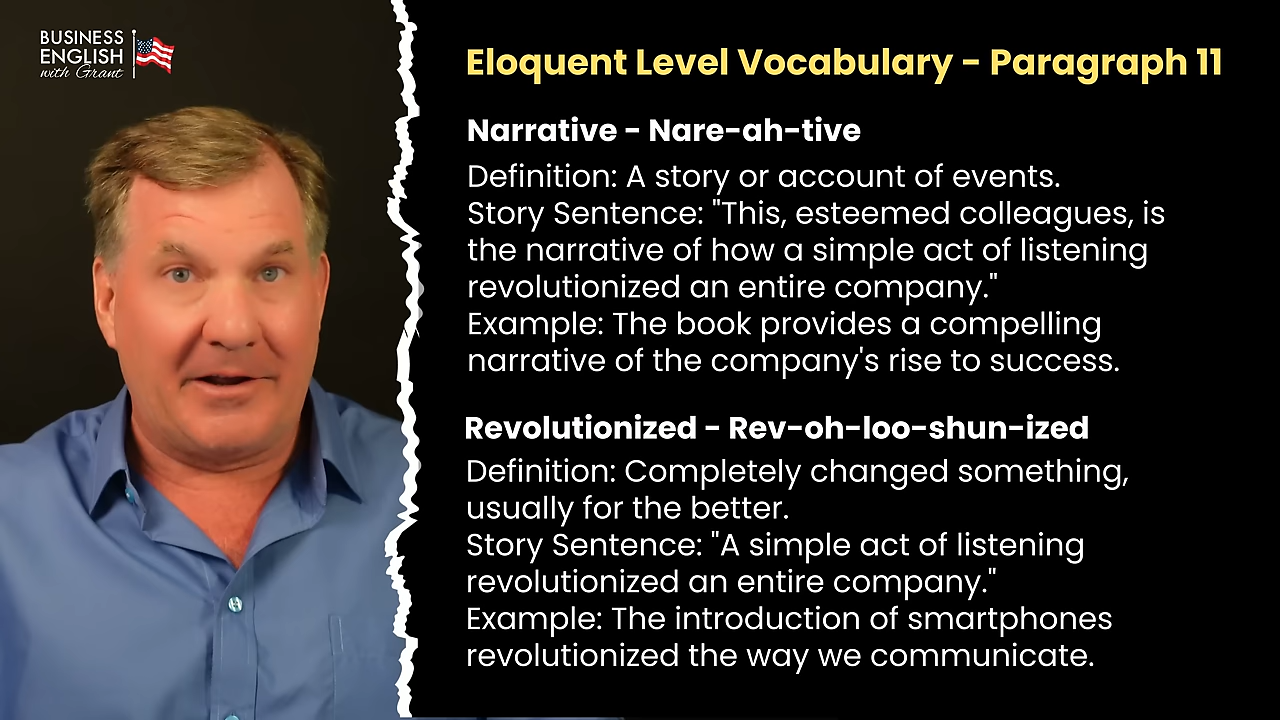 BUSINESS
ENGLISH
with Grant
Eloquent Level Vocabulary - Paragraph 11
Narrative - Nare-ah-tive
Definition: A story or account of events.
Story Sentence: "This, esteemed colleagues, is
the narrative of how a simple act of listening
revolutionized an entire company."
Example: The book provides a compelling
narrative of the company's rise to success.
Revolutionized - Rev-oh-loo-shun-ized
Definition: Completely changed something,
usually for the better.
Story Sentence: "A simple act of listening
revolutionized an entire company."
Example: The introduction of smartphones
revolutionized the way we communicate.